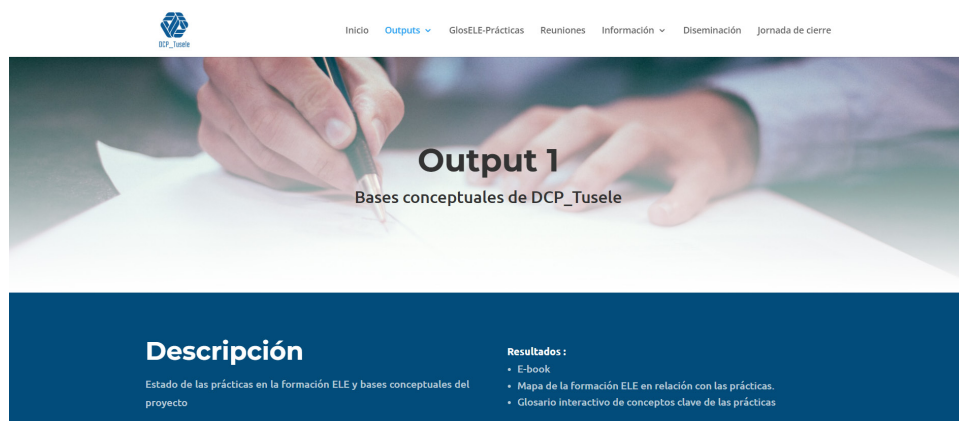 DCP_Tusele
Inicio Outputs GlosELE-Prácticas Reuniones Información Diseminación Jornada de cierre
Output 1
Bases conceptuales de DCP_Tusele
Descripción
Estado de las prácticas en la formación ELE y bases conceptuales del
proyecto
Resultados :
• E-book
• Mapa de la formación ELE en relación con las prácticas.
• Glosario interactivo de conceptos clave de las prácticas